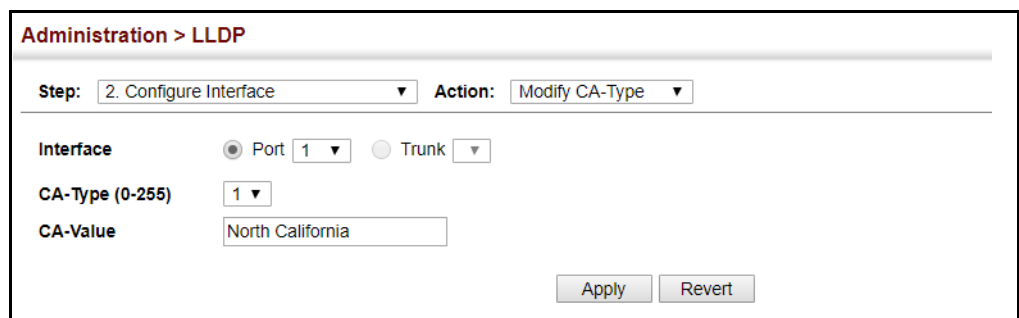 Administration > LLDP
Step: 2. Configure Interface Action: Modify CA-Type
Interface Port 1 Trunk
CA-Type (0-255) 1
CA-Value North California
Apply Revert